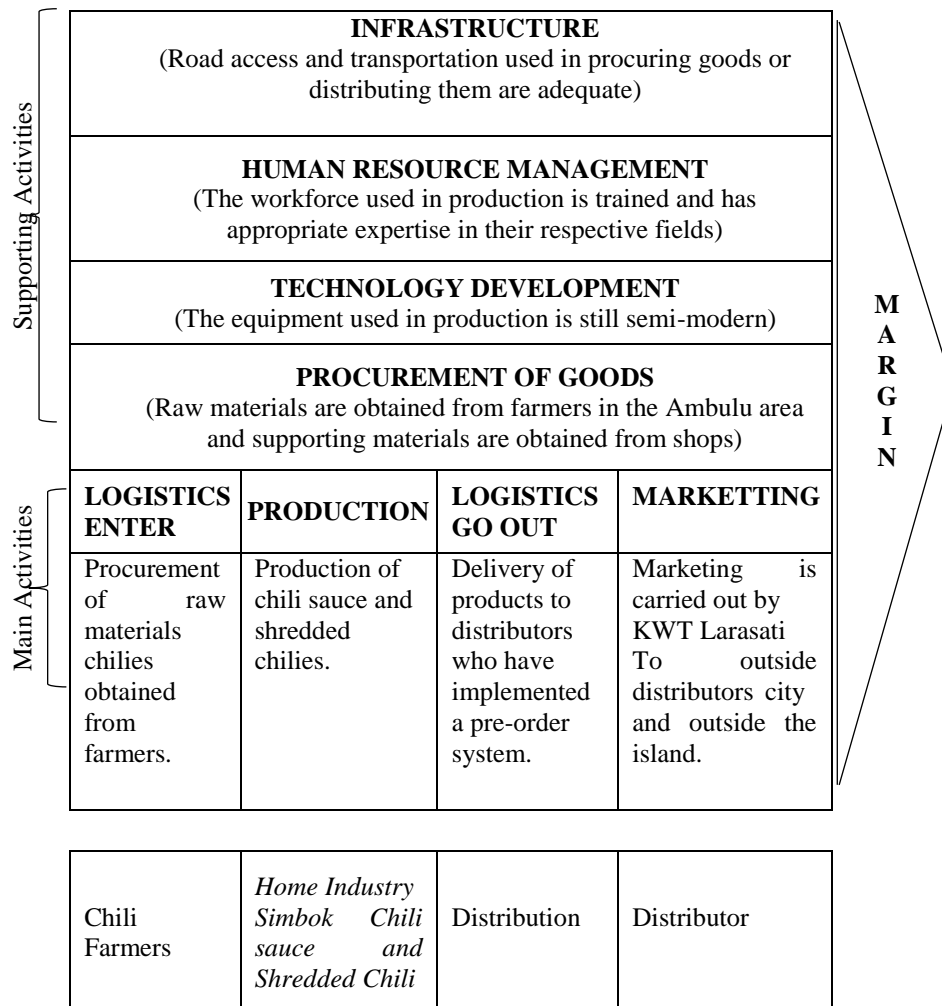 INFRASTRUCTURE
(Road access and transportation used in procuring goods or
distributing them are adequate)
HUMAN RESOURCE MANAGEMENT
(The workforce used in production is trained and has
appropriate expertise in their respective fields)
TECHNOLOGY DEVELOPMENT
(The equipment used in production is still semi-modern)
PROCUREMENT OF GOODS
(Raw materials are obtained from farmers in the Ambulu area
and supporting materials are obtained from shops)
Supporting Activities
M
A
R
G
I
N
Main Activities
LOGISTICS
ENTER
PRODUCTION
LOGISTICS
GO OUT
MARKETTING
Procurement
of raw
materials
chilies
obtained
from
farmers.
Production of
chili sauce and
shredded
chilies.
Delivery of
products to
distributors
who have
implemented
a pre-order
system.
Marketing is
carried out by
KWT Larasati
To outside
distributors city
and outside the
island.
Chili
Farmers
Home Industry
Simbok Chili
sauce and
Shredded Chili
Distribution
Distributor